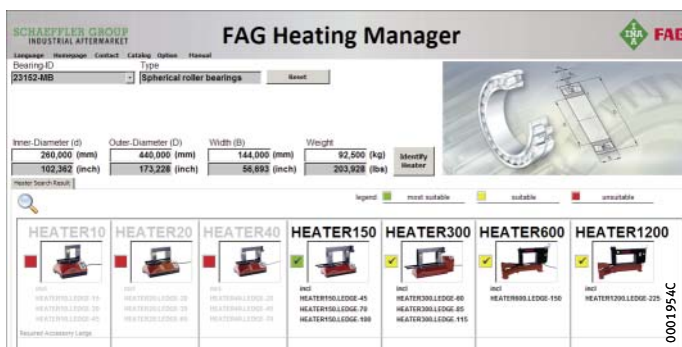 SCHAEFFLER GROUP
INDUSTRIAL AFTERMARKET
FAG Heating Manager
INA
FAG
Language Homepage Contact Catalog Option Manual
Bearing-ID Type
23152-MB Spherical roller bearings Reset
Inner-Diameter (d) Outer-Diameter (D) Width (B) Weight
260,000 (mm) 440,000 (mm) 144,000 (mm) 92,500 (kg)
Identify Heater
102,362 (inch) 173,228 (inch) 56,693 (inch) 203,928 (lbs)
Heater Search Result
legend most suitable suitable unsuitable
HEATER10 HEATER20 HEATER40 HEATER150 HEATER300 HEATER600 HEATER1200
incl incl incl incl
HEATER150.LEDGE-45 HEATER300.LEDGE-60 HEATER600.LEDGE-150 HEATER1200.LEDGE-225
HEATER150.LEDGE-70 HEATER300.LEDGE-85
HEATER150.LEDGE-100 HEATER300.LEDGE-115
Required Accessory Ledge
0001954C